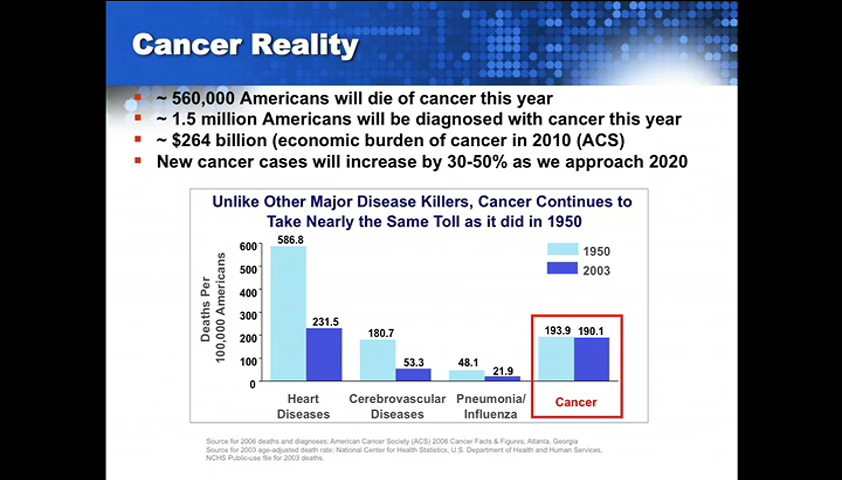 Cancer Reality
~ 560,000 Americans will die of cancer this year
~ 1.5 million Americans will be diagnosed with cancer this year
~ $264 billion (economic burden of cancer in 2010 (ACS)
New cancer cases will increase by 30-50% as we approach 2020
Unlike Other Major Disease Killers, Cancer Continues to
Take Nearly the Same Toll as it did in 1950
Deaths Per
100,000 Americans
600
500
400
300
200
100
0
586.8
231.5
180.7
53.3
48.1
21.9
193.9
190.1
1950
2003
Heart
Diseases
Cerebrovascular
Diseases
Pneumonia/
Influenza
Cancer
Source for 2006 deaths and diagnoses: American Cancer Society (ACS) 2006 Cancer Facts & Figures; Atlanta, Georgia
Source for 2003 age-adjusted death rate: National Center for Health Statistics, U.S. Department of Health and Human Services,
NCHS Public-use file for 2003 deaths.